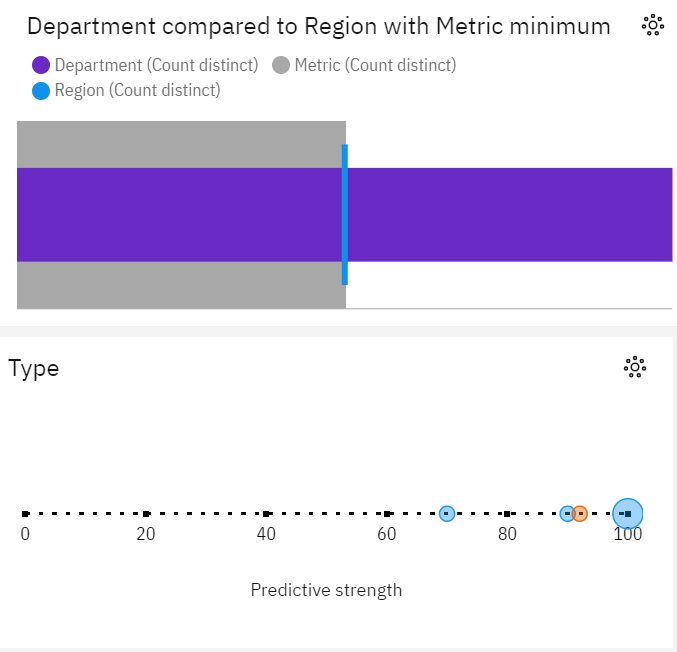 Department compared to Region with Metric minimum
Department (Count distinct) Metric (Count distinct)
Region (Count distinct)
Type
0 20 40 60 80 100
Predictive strength